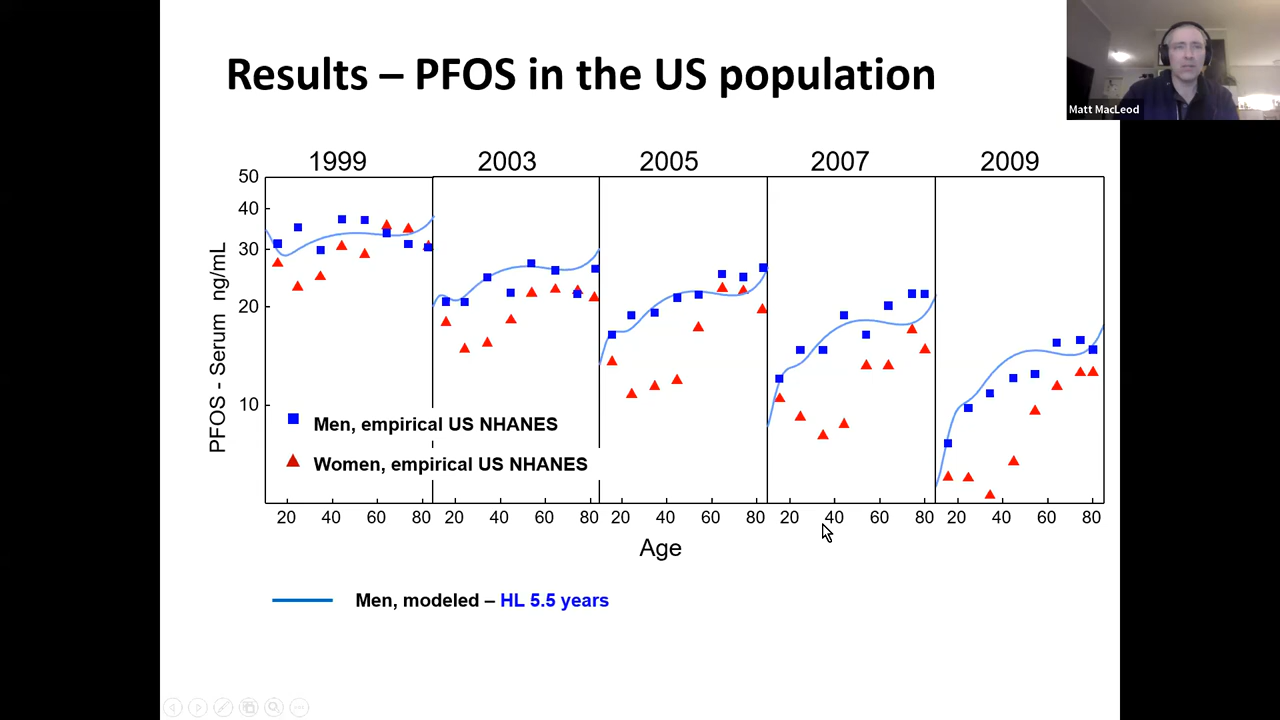 Results – PFOS in the US population
Matt MacLeod
1999 2003 2005 2007 2009
50
40
30
20
10
PFOS - Serum ng/mL
Men, empirical US NHANES
Women, empirical US NHANES
20 40 60 80 20 40 60 80 20 40 60 80 20 40 60 80 20 40 60 80
Age
Men, modeled – HL 5.5 years